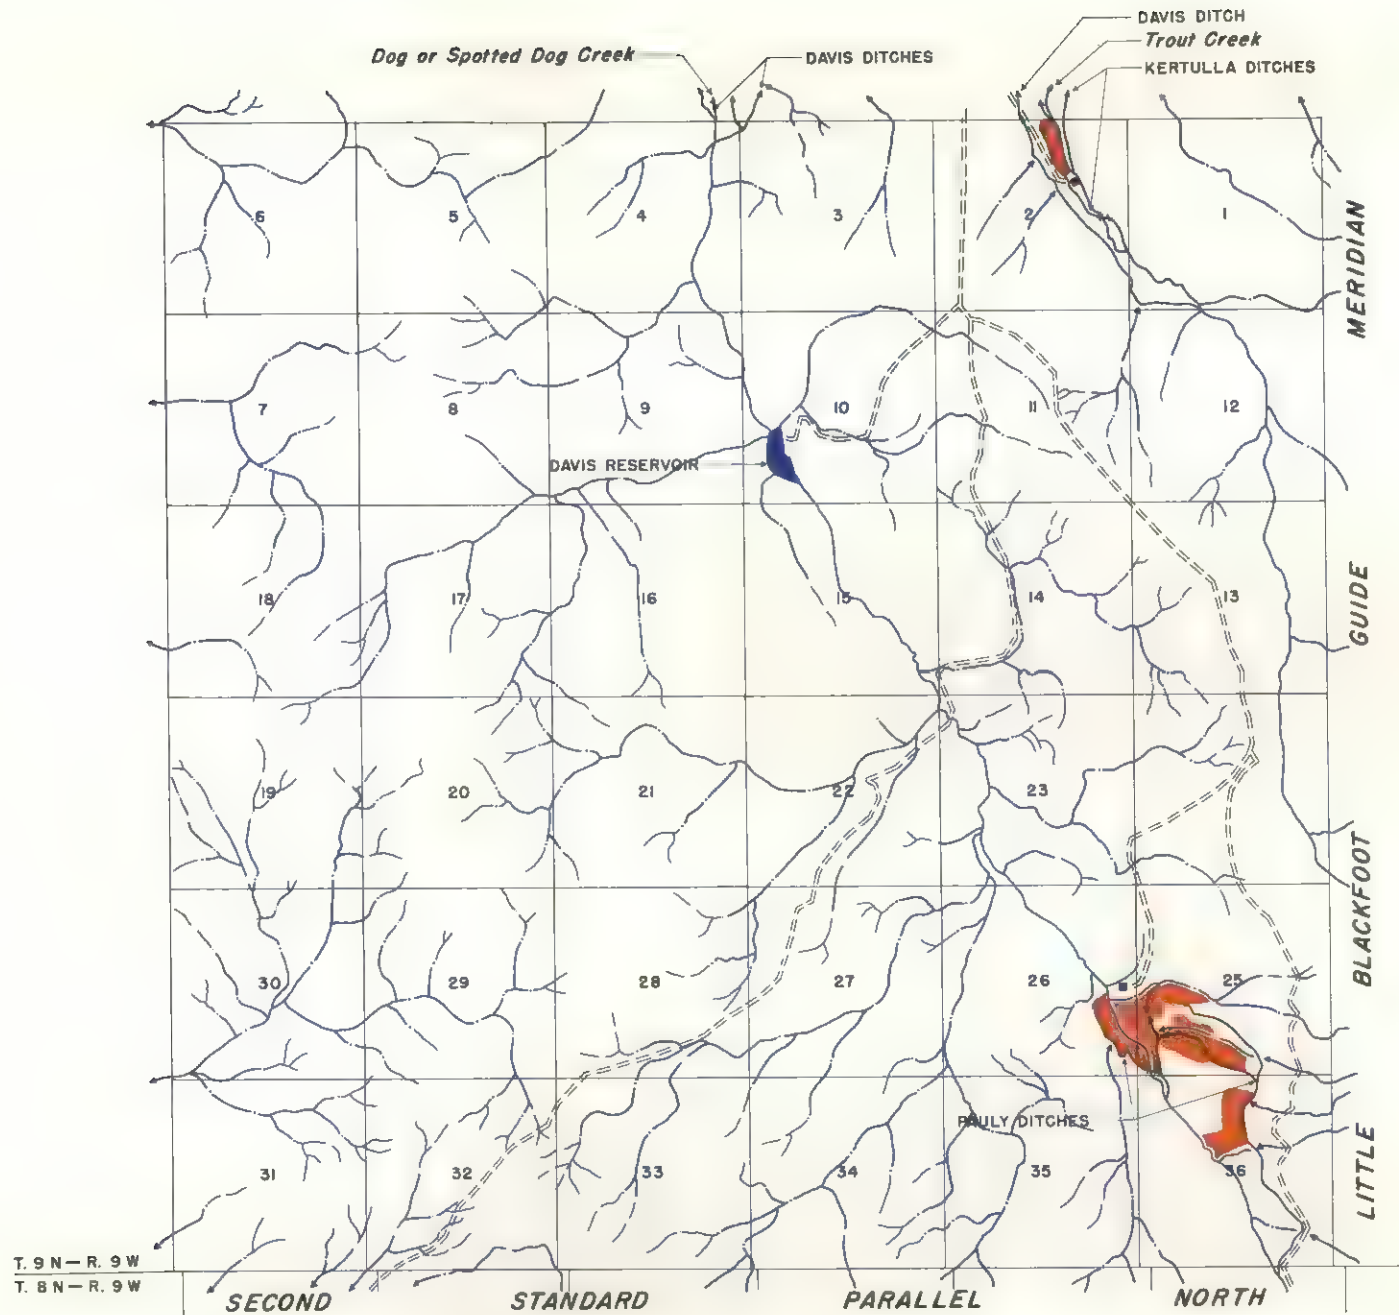 DAVIS DITCH
Trout Creek
KERTULLA DITCHES
Dog or Spotted Dog Creek
DAVIS DITCHES
6 5 4 3 2 1
MERIDIAN
7 8 9 10 11 12
DAVIS RESERVOIR
18 17 16 15 14 13
GUIDE
19 20 21 22 23
BLACKFOOT
30 29 28 27 26 25
PAULY DITCHES
31 32 33 34 35 36
LITTLE
T. 9 N — R. 9 W
T. 8 N — R. 9 W
SECOND STANDARD PARALLEL NORTH